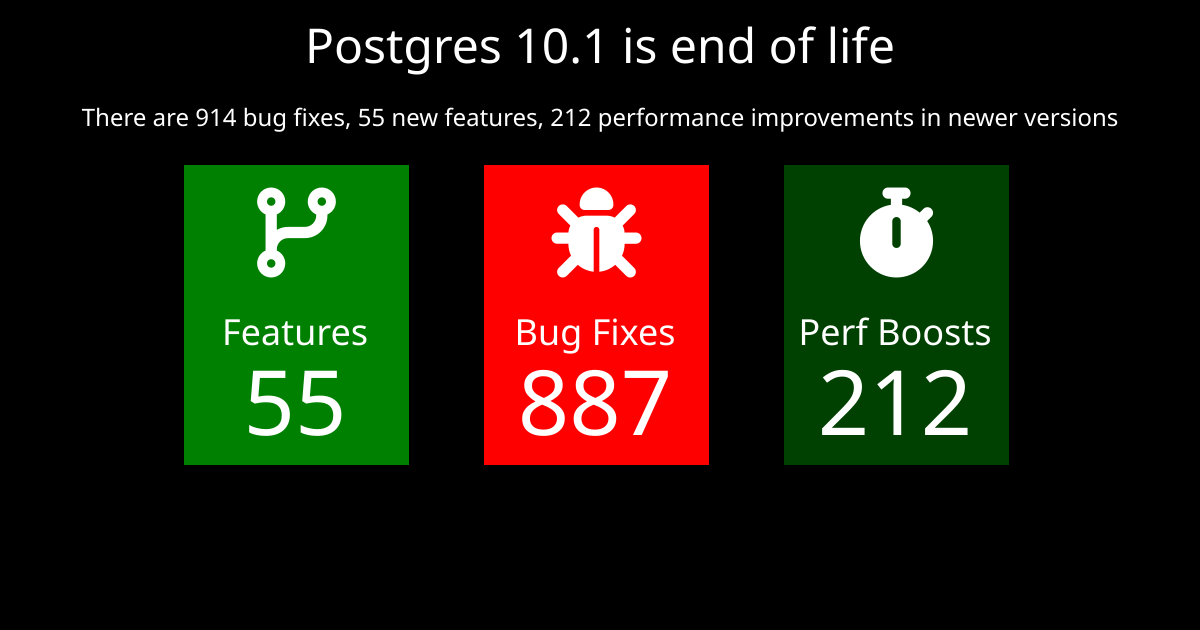 Postgres 10.1 is end of life
There are 914 bug fixes, 55 new features, 212 performance improvements in newer versions
Features
55
Bug Fixes
887
Perf Boosts
212